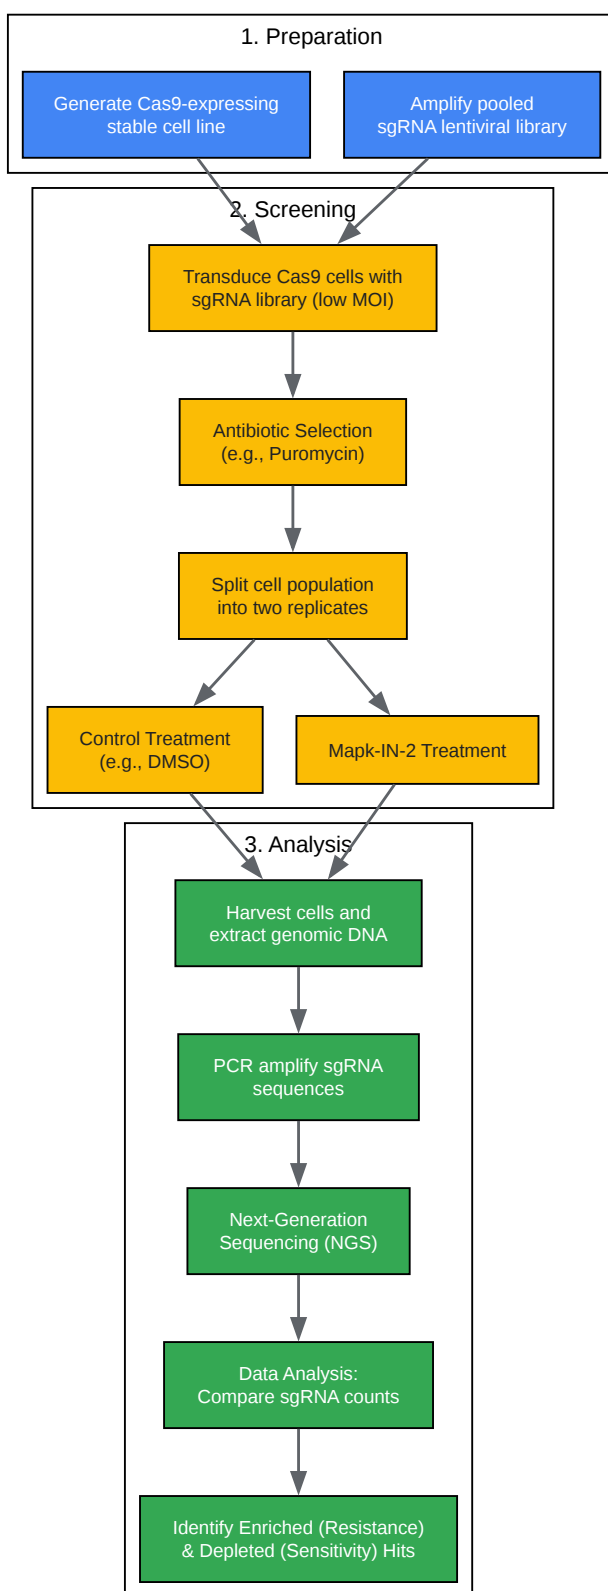 1. Preparation
Generate Cas9-expressing
stable cell line
Amplify pooled
sgRNA lentiviral library
2. Screening
Transduce Cas9 cells with
sgRNA library (low MOI)
Antibiotic Selection
(e.g., Puromycin)
Split cell population
into two replicates
Control Treatment
(e.g., DMSO)
Mapk-IN-2 Treatment
3. Analysis
Harvest cells and
extract genomic DNA
PCR amplify sgRNA
sequences
Next-Generation
Sequencing (NGS)
Data Analysis:
Compare sgRNA counts
Identify Enriched (Resistance)
& Depleted (Sensitivity) Hits